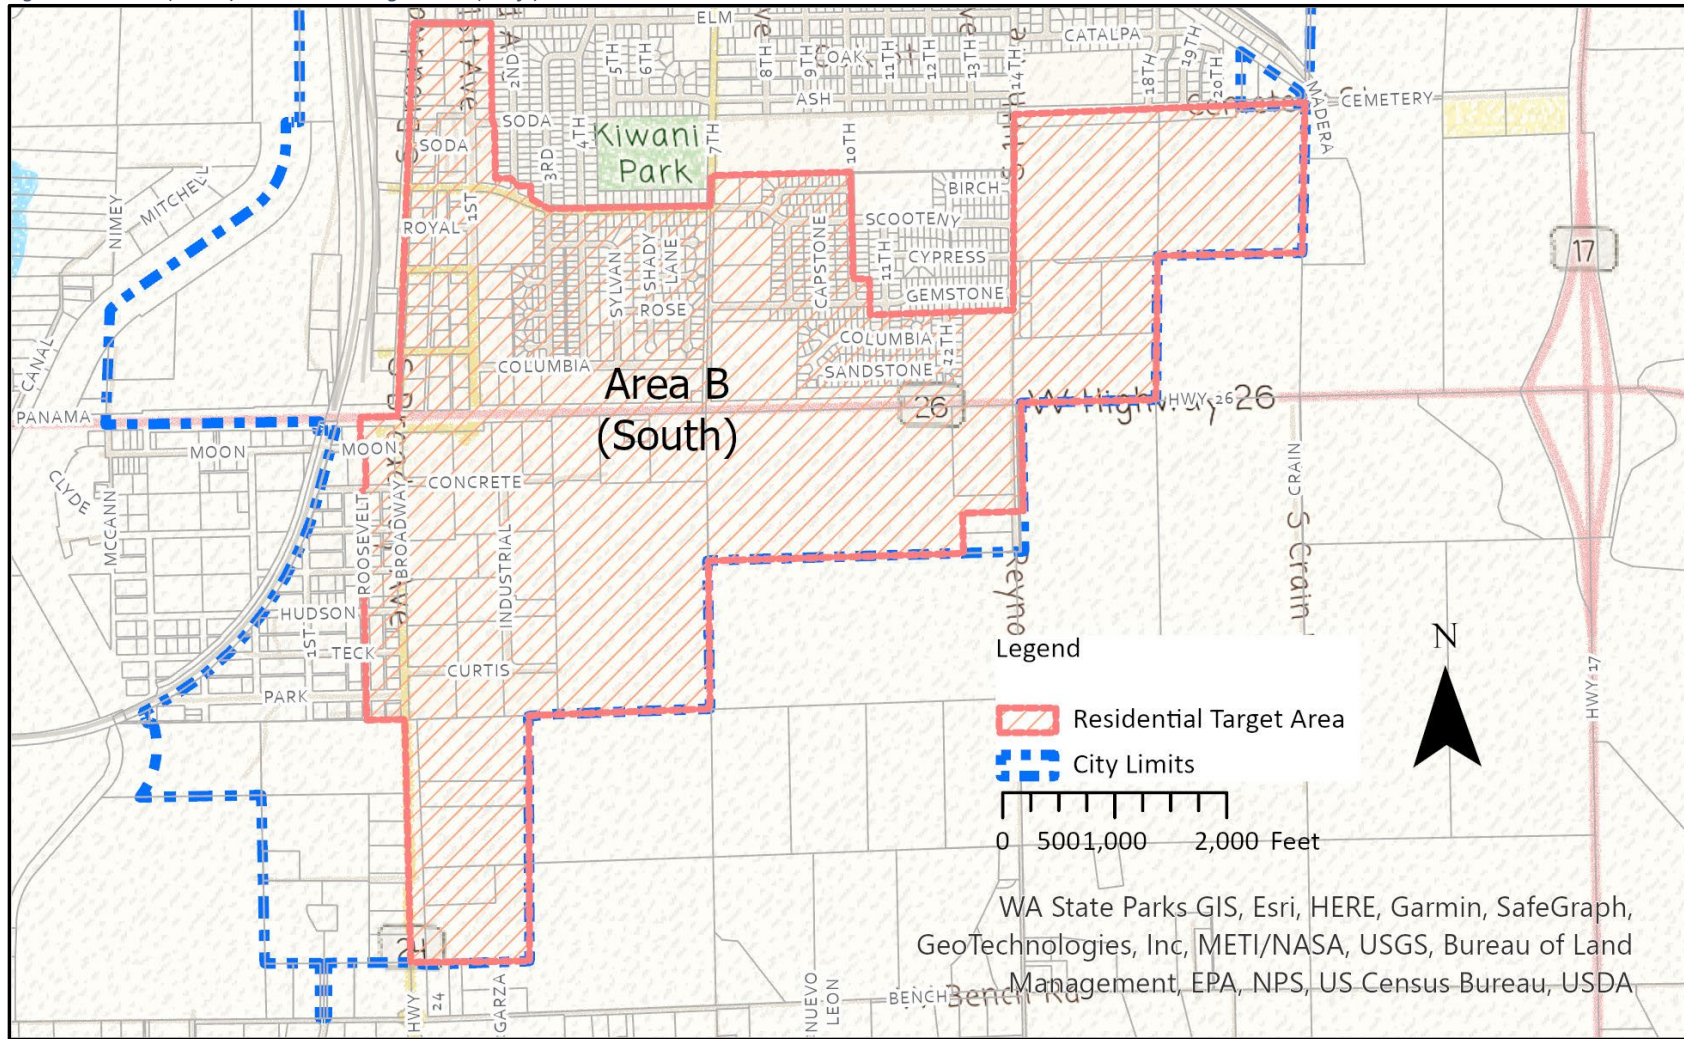 ELM
CATALPA
5TH
6TH
8TH
9TH
OAK
11TH
12TH
13TH
14TH
18TH
19TH
20TH
2ND
ASH
MADERA
CEMETERY
SODA
SODA
3RD
4TH
Kiwani
Park
7TH
10TH
BIRCH
NIMEY
MITCHELL
1ST
ROYAL
SCOOTENY
CYPRESS
11TH
GEMSTONE
CAPSTONE
SYLVAN
SHADY
LANE
ROSE
17
CANAL
COLUMBIA
COLUMBIA
12TH
SANDSTONE
Area B
(South)
26
W Highway 26
HWY 26
PANAMA
MOON
MOON
CLYDE
MCCANN
CONCRETE
ROOSEVELT
BROADWAY
INDUSTRIAL
CRAIN
S Crain
Reyno
HUDSON
1ST
TECK
PARK
CURTIS
HWY 17
N
Legend
Residential Target Area
City Limits
0 500 1,000 2,000 Feet
WA State Parks GIS, Esri, HERE, Garmin, SafeGraph,
GeoTechnologies, Inc, METI/NASA, USGS, Bureau of Land
Management, EPA, NPS, US Census Bureau, USDA
HWY
24
GARZA
NUEVO
LEON
BENCH
Bench Rd